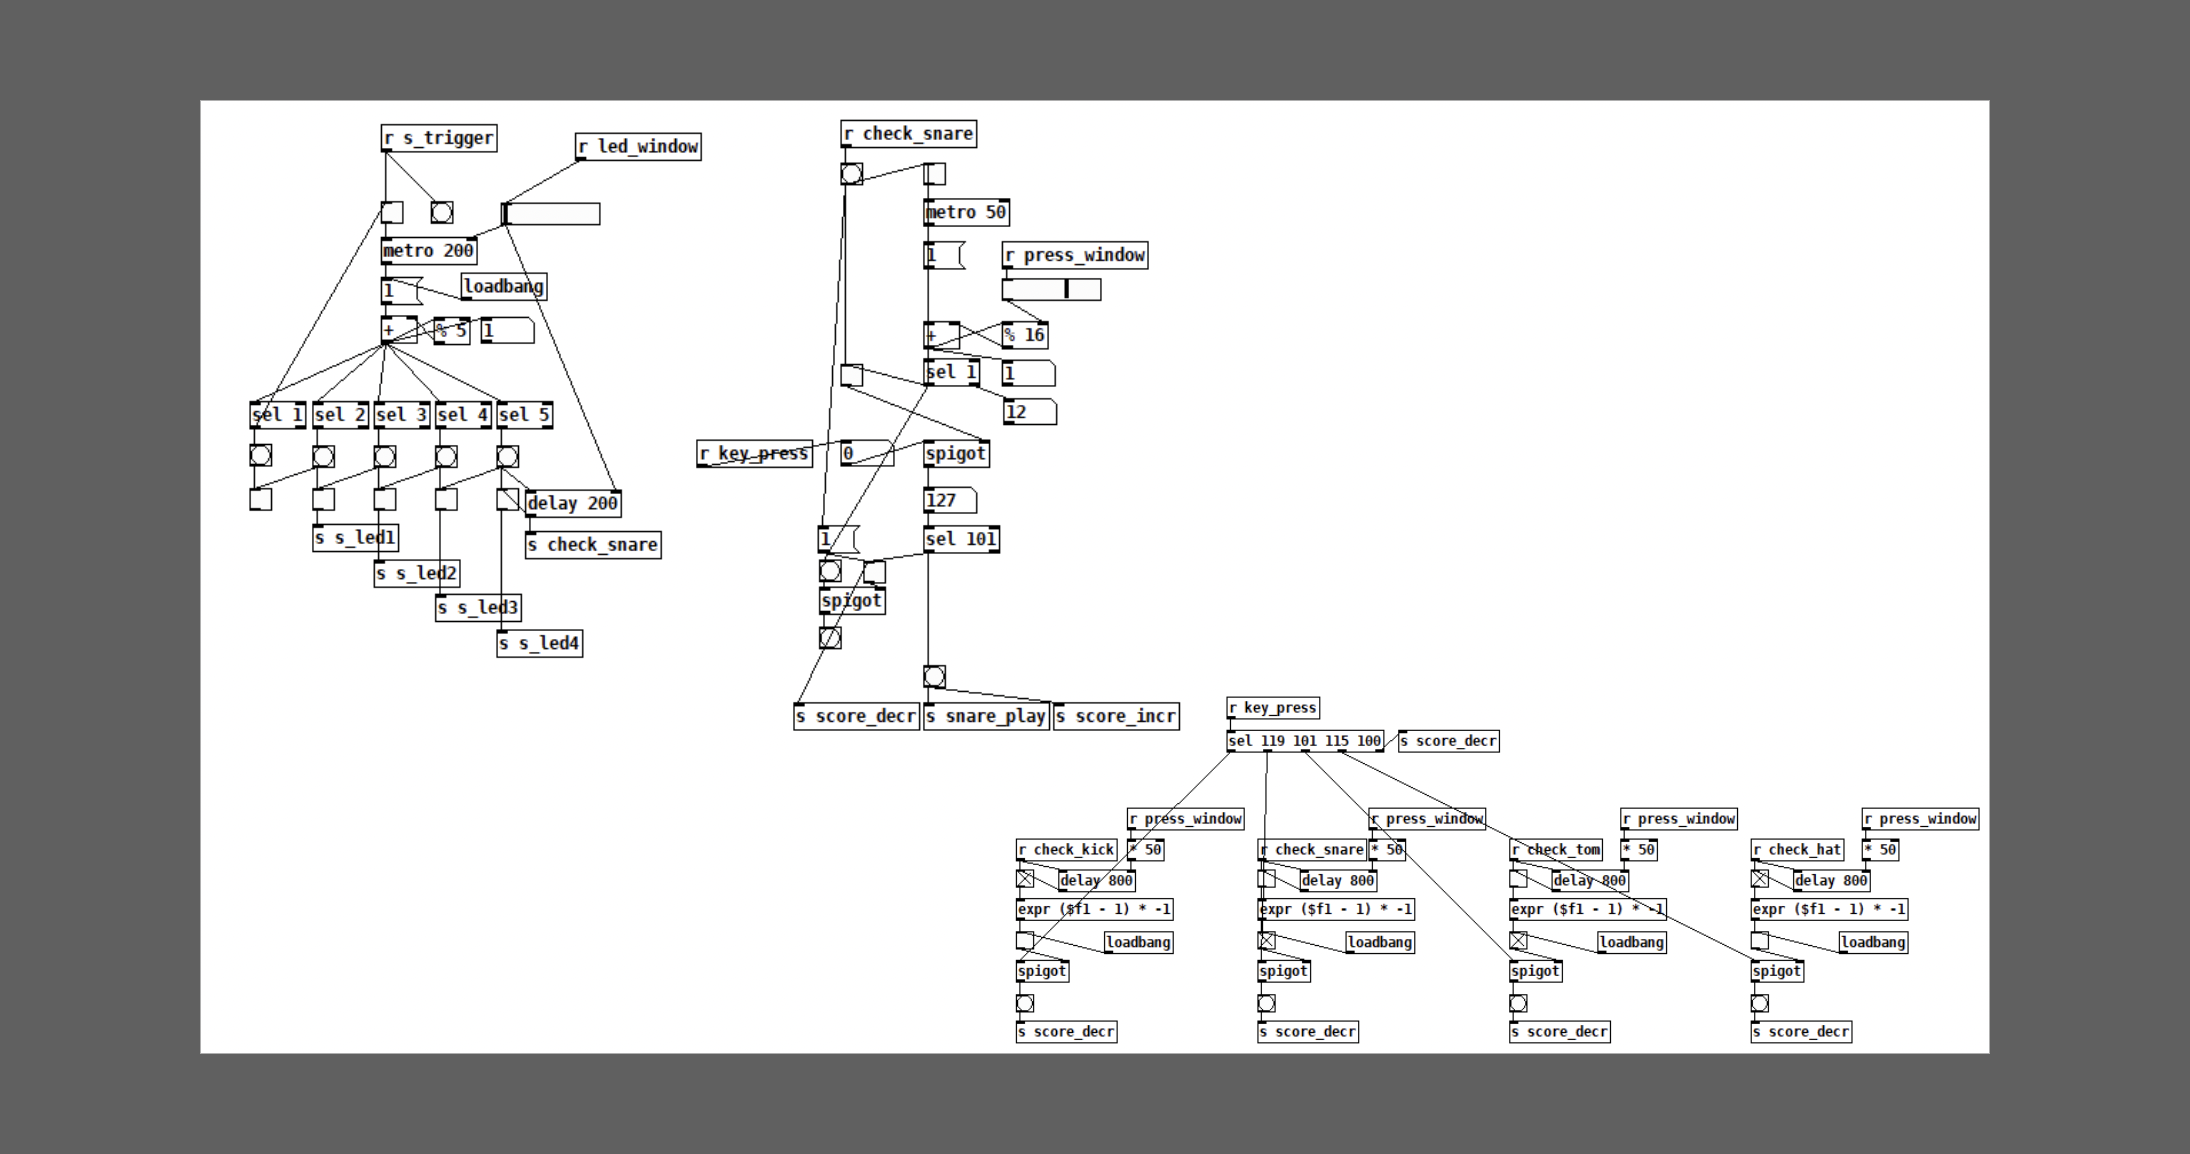 r s_trigger
r led_window
metro 200
1
loadbang
+
% 5
1
sel 1
sel 2
sel 3
sel 4
sel 5
delay 200
s s_led1
s check_snare
s s_led2
s s_led3
s s_led4
r check_snare
metro 50
1
r press_window
+
% 16
sel 1
1
12
r key_press
0
spigot
127
1
sel 101
spigot
s score_decr
s snare_play
s score_incr
r key_press
sel 119 101 115 100
s score_decr
r press_window
r check_kick
* 50
delay 800
expr ($f1 - 1) * -1
loadbang
spigot
s score_decr
r press_window
r check_snare
* 50
delay 800
expr ($f1 - 1) * -1
loadbang
spigot
s score_decr
r press_window
r check_tom
* 50
delay 800
expr ($f1 - 1) * -1
loadbang
spigot
s score_decr
r press_window
r check_hat
* 50
delay 800
expr ($f1 - 1) * -1
loadbang
spigot
s score_decr